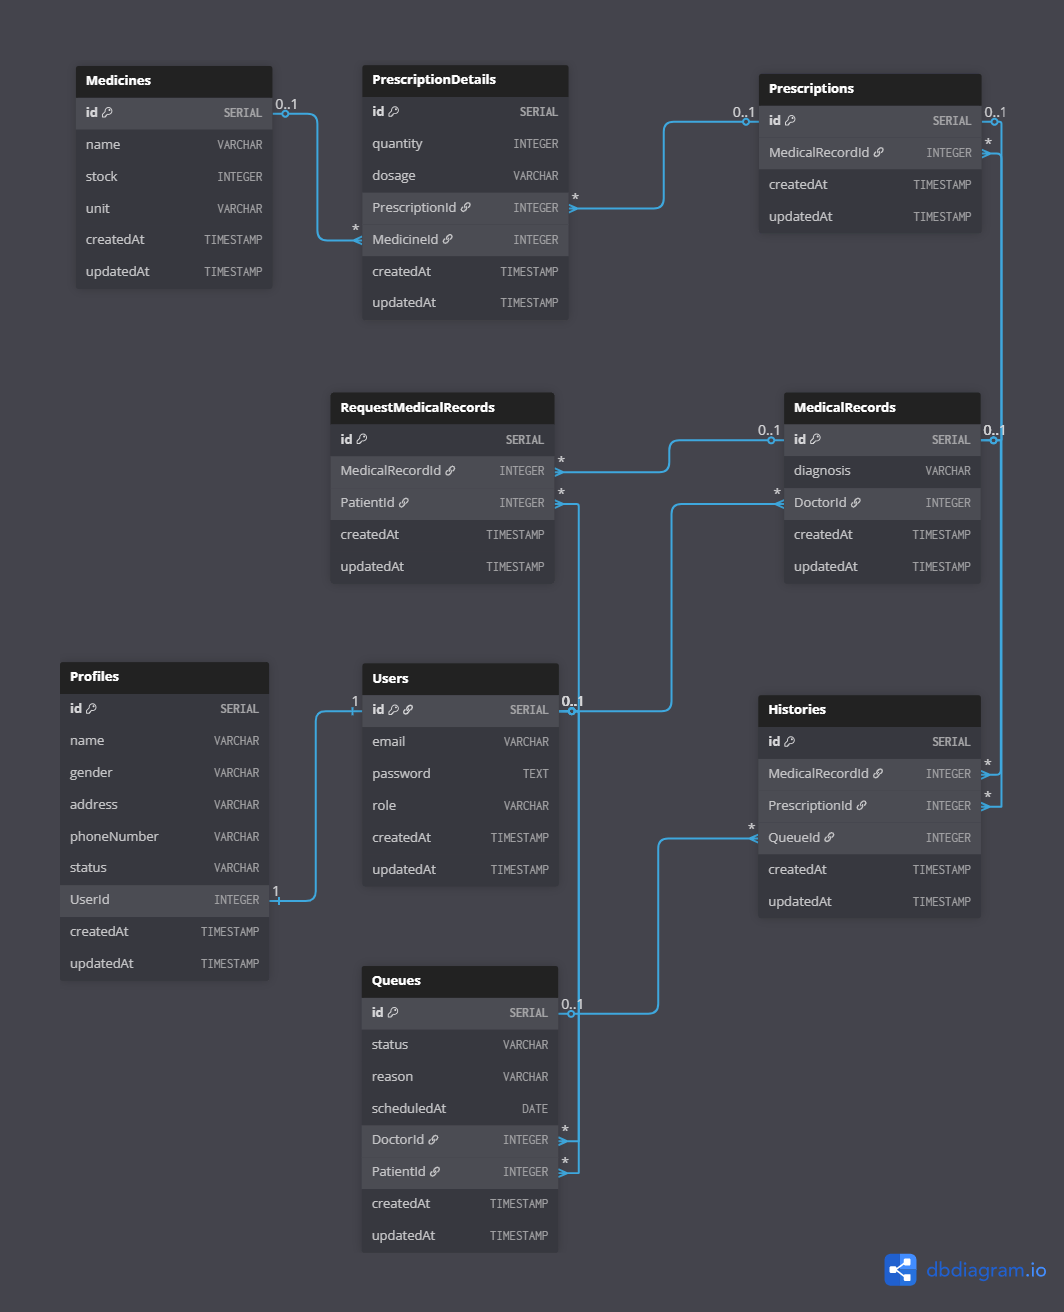 Medicines
id SERIAL
name VARCHAR
stock INTEGER
unit VARCHAR
createdAt TIMESTAMP
updatedAt TIMESTAMP
0..1
*
PrescriptionDetails
id SERIAL
quantity INTEGER
dosage VARCHAR
PrescriptionId INTEGER
MedicineId INTEGER
createdAt TIMESTAMP
updatedAt TIMESTAMP
*
0..1
Prescriptions
id SERIAL
MedicalRecordId INTEGER
createdAt TIMESTAMP
updatedAt TIMESTAMP
0..1
*
RequestMedicalRecords
id SERIAL
MedicalRecordId INTEGER
PatientId INTEGER
createdAt TIMESTAMP
updatedAt TIMESTAMP
*
*
0..1
*
MedicalRecords
id SERIAL
diagnosis VARCHAR
DoctorId INTEGER
createdAt TIMESTAMP
updatedAt TIMESTAMP
0..1
Profiles
id SERIAL
name VARCHAR
gender VARCHAR
address VARCHAR
phoneNumber VARCHAR
status VARCHAR
UserId INTEGER
createdAt TIMESTAMP
updatedAt TIMESTAMP
1
1
Users
id SERIAL
email VARCHAR
password TEXT
role VARCHAR
createdAt TIMESTAMP
updatedAt TIMESTAMP
0..1
*
Histories
id SERIAL
MedicalRecordId INTEGER
PrescriptionId INTEGER
QueueId INTEGER
createdAt TIMESTAMP
updatedAt TIMESTAMP
*
*
Queues
id SERIAL
status VARCHAR
reason VARCHAR
scheduledAt DATE
DoctorId INTEGER
PatientId INTEGER
createdAt TIMESTAMP
updatedAt TIMESTAMP
0..1
*
*
dbdiagram.io